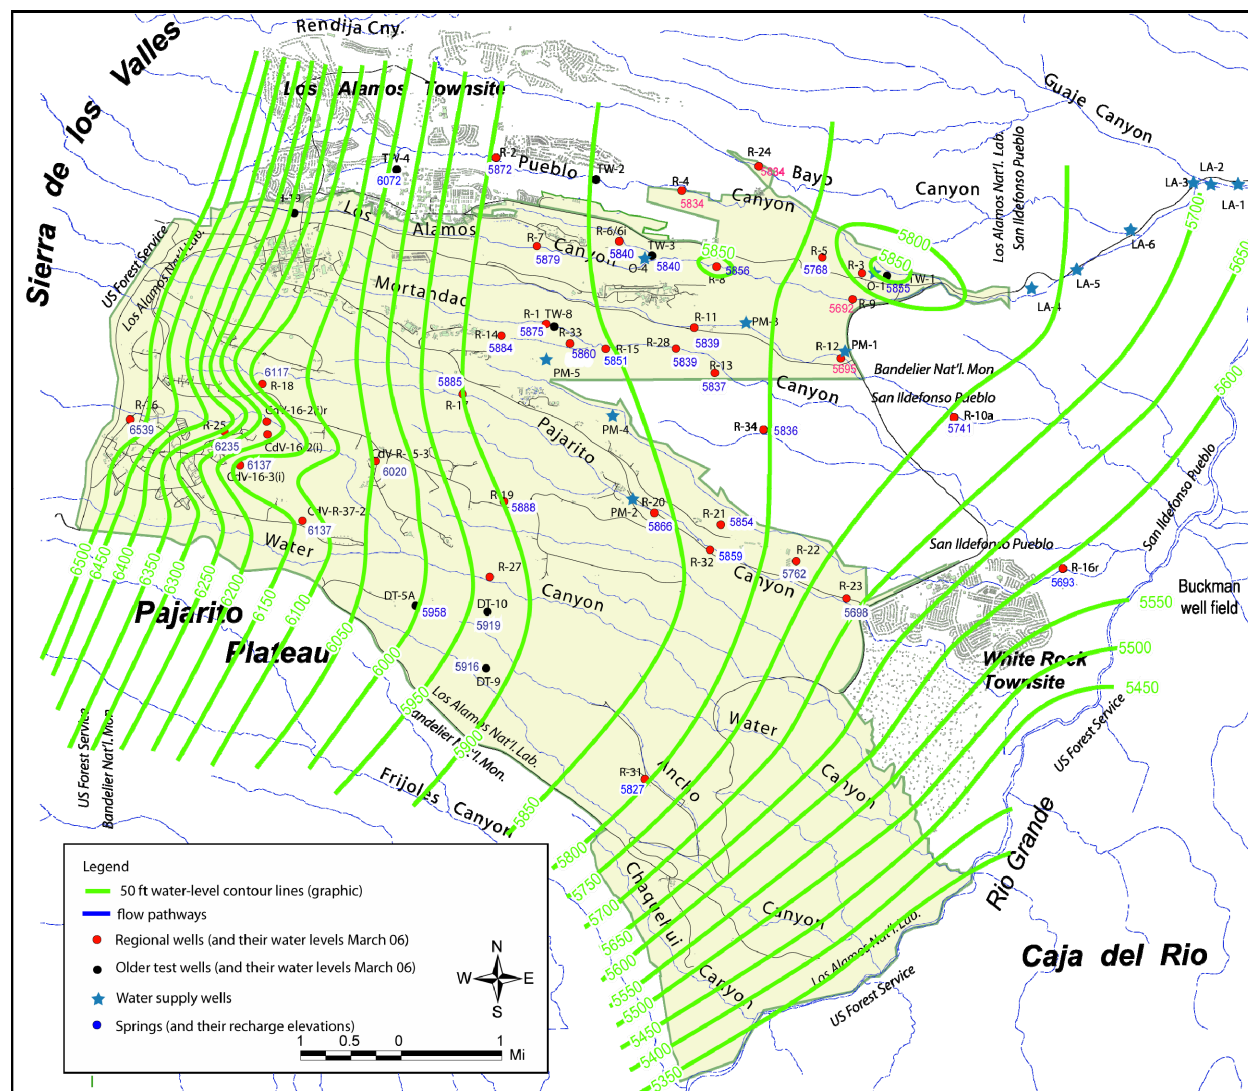 Rendija Cny.
Sierra de los Valles
Los Alamos Townsite
Guaje Canyon
Los Alamos Nat'l. Lab.
San Ildefonso Pueblo
R-2
5872
Pueblo
TW-4
6072
TW-2
R-24
Bayo
Canyon
R-4
5834
Canyon
LA-3
LA-2
LA-1
5700
LA-6
LA-5
LA-4
5650
5600
US Forest Service
Los Alamos Nat'l. Lab.
Los
Alamos
Canyon
R-7
5879
R-6/6i
5840
O-4
TW-3
5840
5850
5856
R-8
R-5
5768
5800
5850
R-3
O-1
TW-1
5855
5692
R-9
Mortandad
R-14
5884
R-1
5875
TW-8
R-33
5860
R-15
5851
PM-5
R-28
5839
R-11
5839
PM-3
R-13
5837
R-12
5695
PM-1
Canyon
Bandelier Nat'l. Mon
San Ildefonso Pueblo
R-10a
5741
R-34
5836
6117
R-18
5885
R-17
6539
R-25
6235
CdV-16-2(i)
6137
CdV-16-3(i)
6020
CdV-R-37-2
6137
Pajarito
PM-4
PM-2
R-19
5888
R-20
5866
R-21
5854
R-32
5859
R-22
5762
R-23
5698
Canyon
San Ildefonso Pueblo
San Ildefonso Pueblo
R-16r
5693
Buckman
well field
5550
5500
5450
White Rock
Townsite
US Forest Service
Water
Canyon
R-27
DT-5A
5958
DT-10
5919
5916
DT-9
6500
6450
6400
6350
6300
6250
6200
6150
6100
6050
6000
5950
5900
5850
5800
5750
5700
5650
5600
5550
5500
5450
5400
5350
Pajarito
Plateau
US Forest Service
Bandelier Nat'l. Mon.
Los Alamos Nat'l. Lab.
Bandelier Nat'l. Mon.
Frijoles Canyon
R-31
5827
Ancho
Canyon
Water
Canyon
Chaquehui
Canyon
Los Alamos Nat'l. Lab.
US Forest Service
Rio Grande
Caja del Rio
Legend
50 ft water-level contour lines (graphic)
flow pathways
Regional wells (and their water levels March 06)
Older test wells (and their water levels March 06)
Water supply wells
Springs (and their recharge elevations)
N
W E
S
1 0.5 0 1
Mi